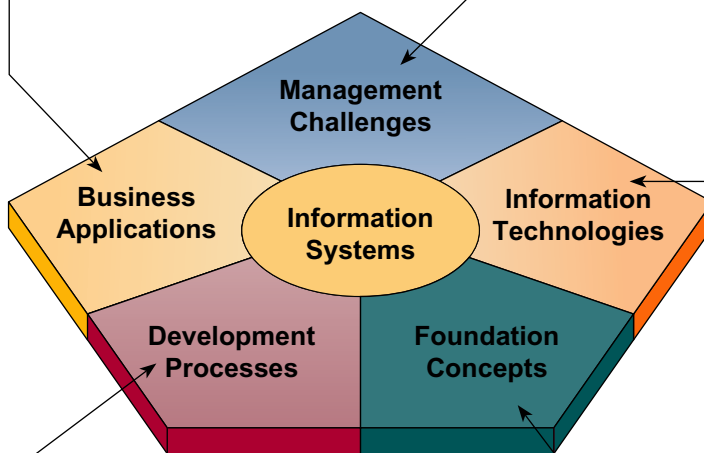 Management
Challenges
Business
Applications
Information
Systems
Information
Technologies
Development
Processes
Foundation
Concepts